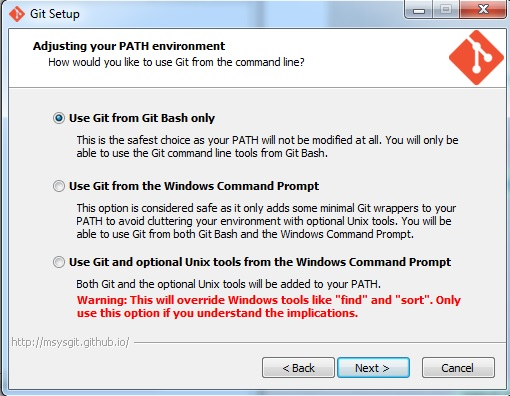 Git Setup
Adjusting your PATH environment
How would you like to use Git from the command line?
Use Git from Git Bash only
This is the safest choice as your PATH will not be modified at all. You will only be
able to use the Git command line tools from Git Bash.
Use Git from the Windows Command Prompt
This option is considered safe as it only adds some minimal Git wrappers to your
PATH to avoid cluttering your environment with optional Unix tools. You will be
able to use Git from both Git Bash and the Windows Command Prompt.
Use Git and optional Unix tools from the Windows Command Prompt
Both Git and the optional Unix tools will be added to your PATH.
Warning: This will override Windows tools like "find" and "sort". Only
use this option if you understand the implications.
http://msysgit.github.io/
< Back
Next >
Cancel